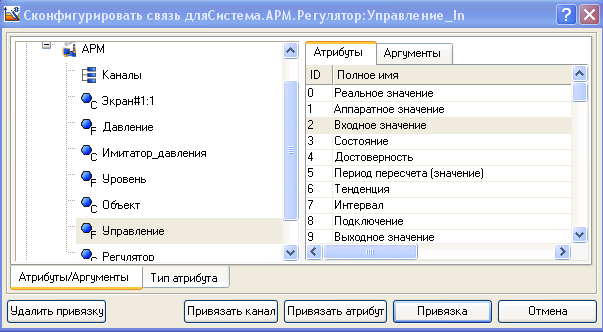 Сконфигурировать связь дляСистема.АРМ.Регулятор:Управление_In
АРМ
Каналы
C Экран#1:1
F Давление
C Имитатор_давления
F Уровень
C Объект
F Управление
C Регулятор
Атрибуты/Аргументы Тип атрибута
Атрибуты Аргументы
ID Полное имя
0 Реальное значение
1 Аппаратное значение
2 Входное значение
3 Состояние
4 Достоверность
5 Период пересчета (значение)
6 Тенденция
7 Интервал
8 Подключение
9 Выходное значение
Удалить привязку Привязать канал Привязать атрибут Привязка Отмена